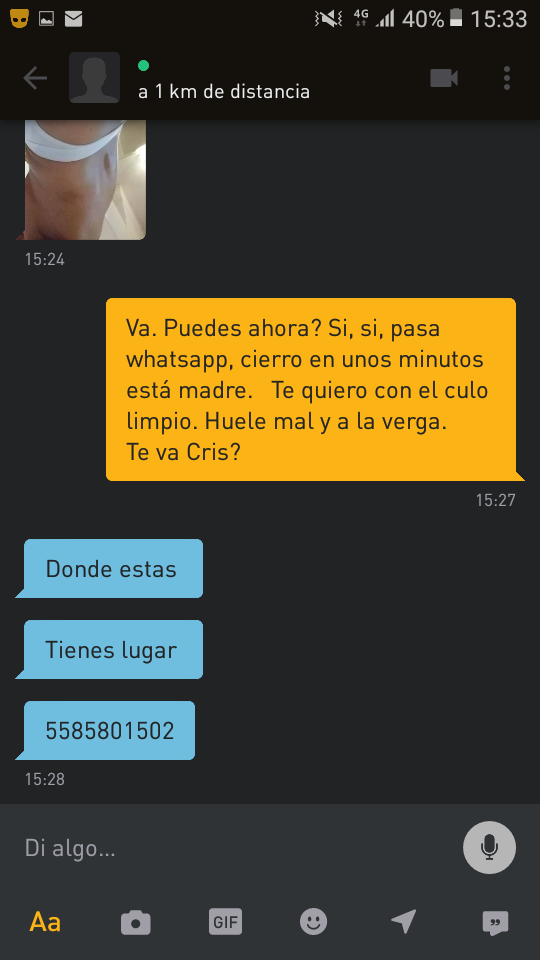 4G 40% 15:33
a 1 km de distancia
15:24
Va. Puedes ahora? Si, si, pasa
whatsapp, cierro en unos minutos
está madre. Te quiero con el culo
limpio. Huele mal y a la verga.
Te va Cris?
15:27
Donde estas
Tienes lugar
5585801502
15:28
Di algo...
Aa
GIF